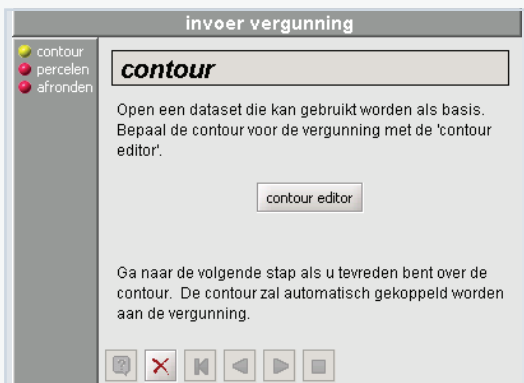 invoer vergunning
contour
percelen
afronden
contour
Open een dataset die kan gebruikt worden als basis.
Bepaal de contour voor de vergunning met de 'contour
editor'.
contour editor
Ga naar de volgende stap als u tevreden bent over de
contour. De contour zal automatisch gekoppeld worden
aan de vergunning.